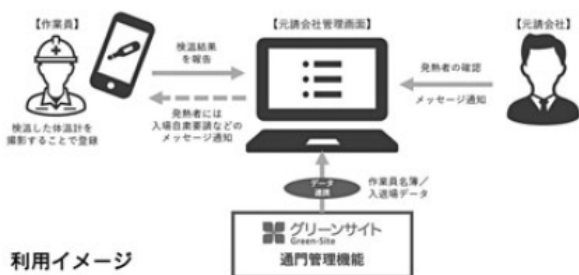 【作業員】
【元請会社管理画面】
【元請会社】
検温結果
を報告
発熱者の確認
メッセージ通知
発熱者には
入場自粛要請などの
メッセージ通知
検温した体温計を
撮影することで登録
データ
連携
作業員名簿/
入退場データ
グリーンサイト
Green-Site
通門管理機能
利用イメージ